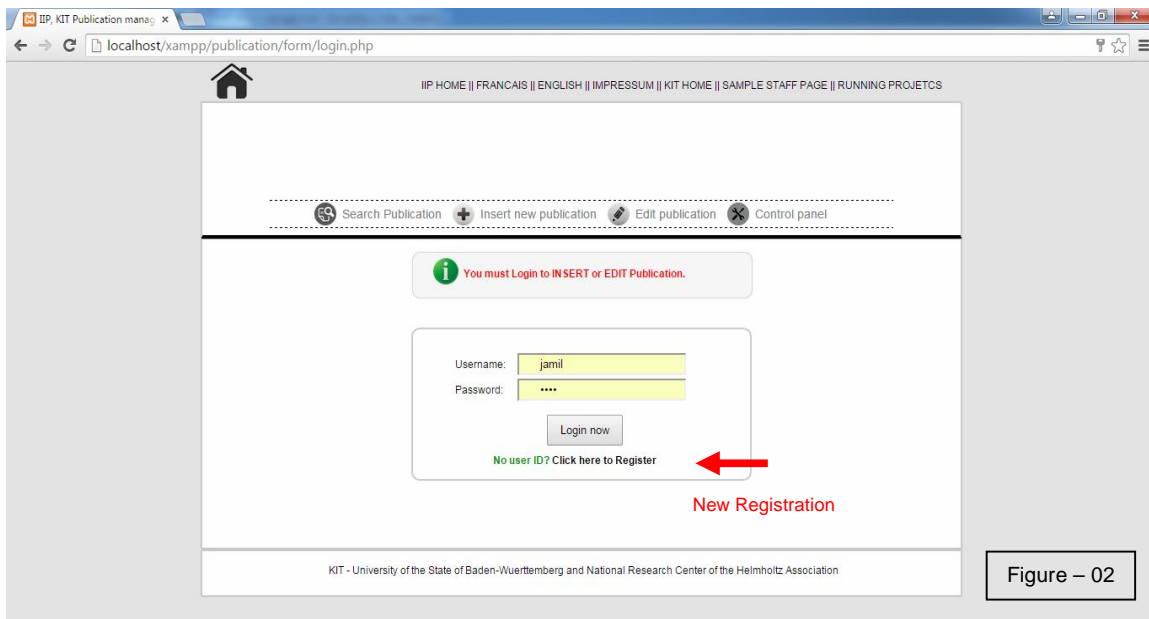 IIP, KIT Publication manag
localhost/xampp/publication/form/login.php
IIP HOME || FRANCAIS || ENGLISH || IMPRESSUM || KIT HOME || SAMPLE STAFF PAGE || RUNNING PROJETCS
Search Publication Insert new publication Edit publication Control panel
You must Login to INSERT or EDIT Publication.
Username: jamil
Password: ••••
Login now
No user ID? Click here to Register
New Registration
KIT - University of the State of Baden-Wuerttemberg and National Research Center of the Helmholtz Association
Figure – 02